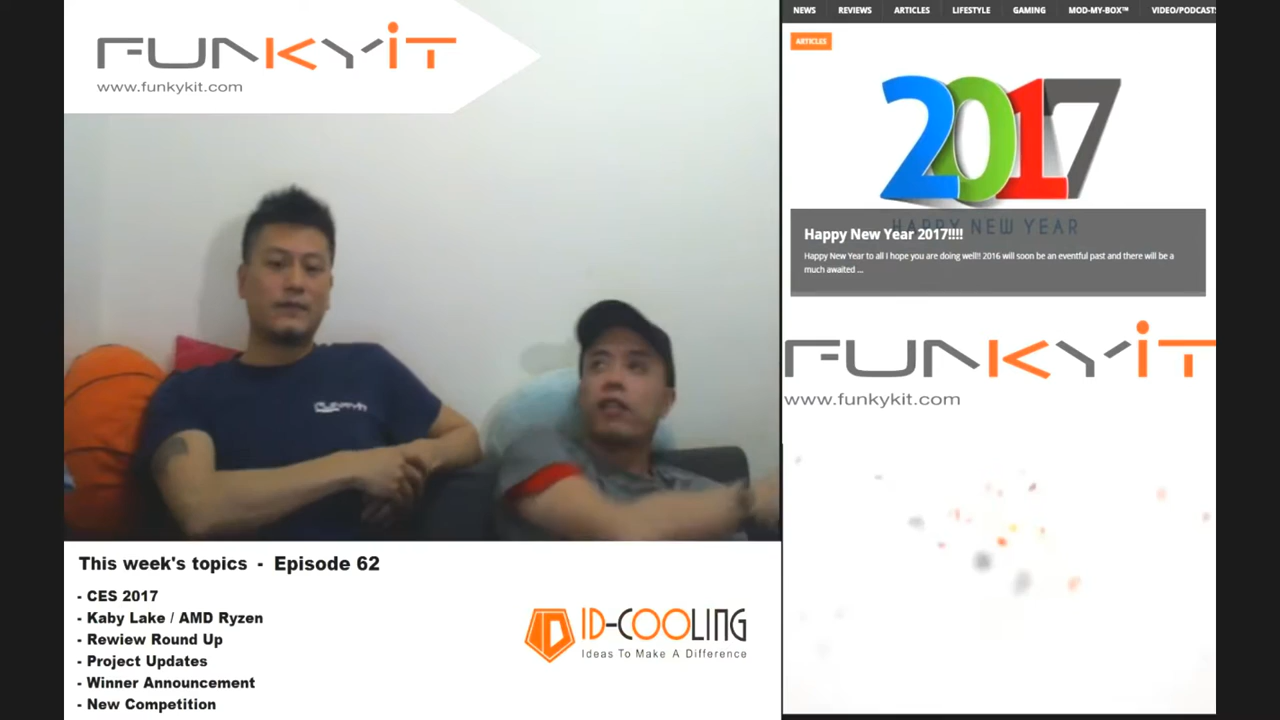 FUNKYiT
www.funkykit.com
NEWS REVIEWS ARTICLES LIFESTYLE GAMING MOD-MY-BOX™ VIDEO/PODCASTS
ARTICLES
2017
HAPPY NEW YEAR
Happy New Year 2017!!!!
Happy New Year to all I hope you are doing well!! 2016 will soon be an eventful past and there will be a
much awaited ...
FUNKYiT
www.funkykit.com
FUNKYiT
This week's topics - Episode 62
- CES 2017
- Kaby Lake / AMD Ryzen
- Rewiew Round Up
- Project Updates
- Winner Announcement
- New Competition
ID
ID-COOLING
Ideas To Make A Difference